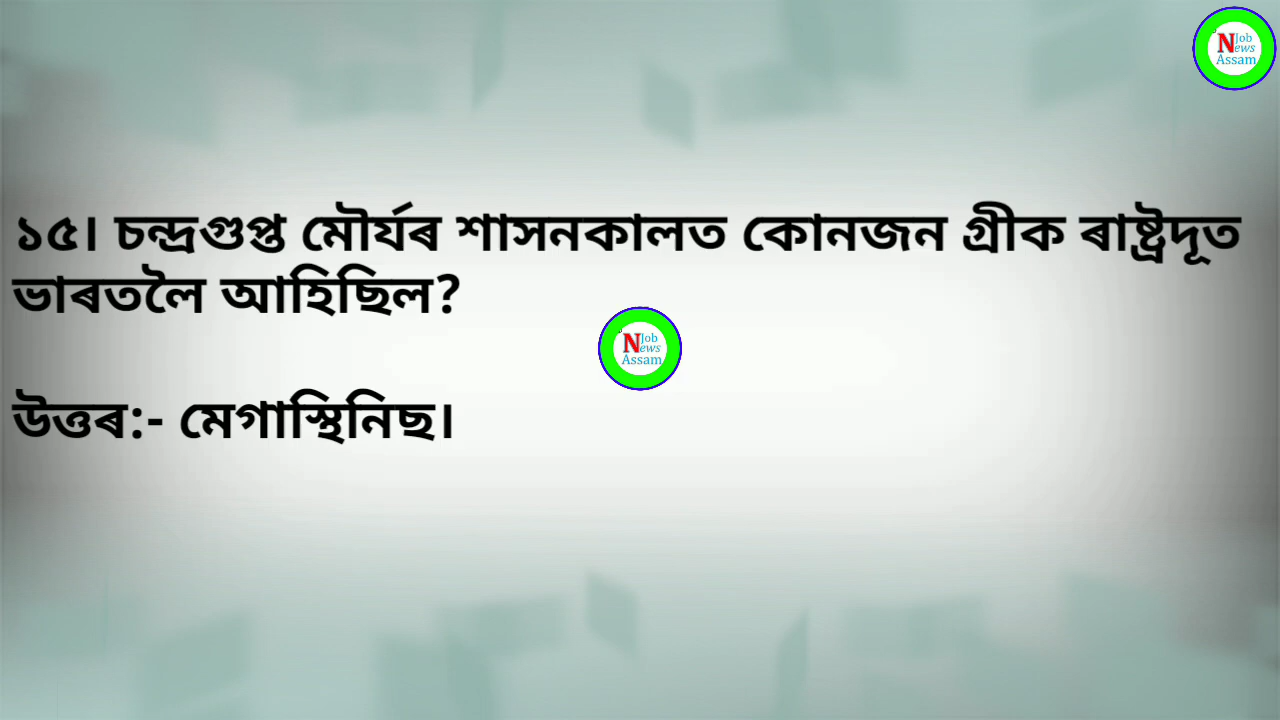 Job
News
Assam
১৫। চন্দ্ৰগুপ্ত মৌৰ্যৰ শাসনকালত কোনজন গ্ৰীক ৰাষ্ট্ৰদূত
ভাৰতলৈ আহিছিল?
Job
News
Assam
উত্তৰ:- মেগাস্থিনিছ।